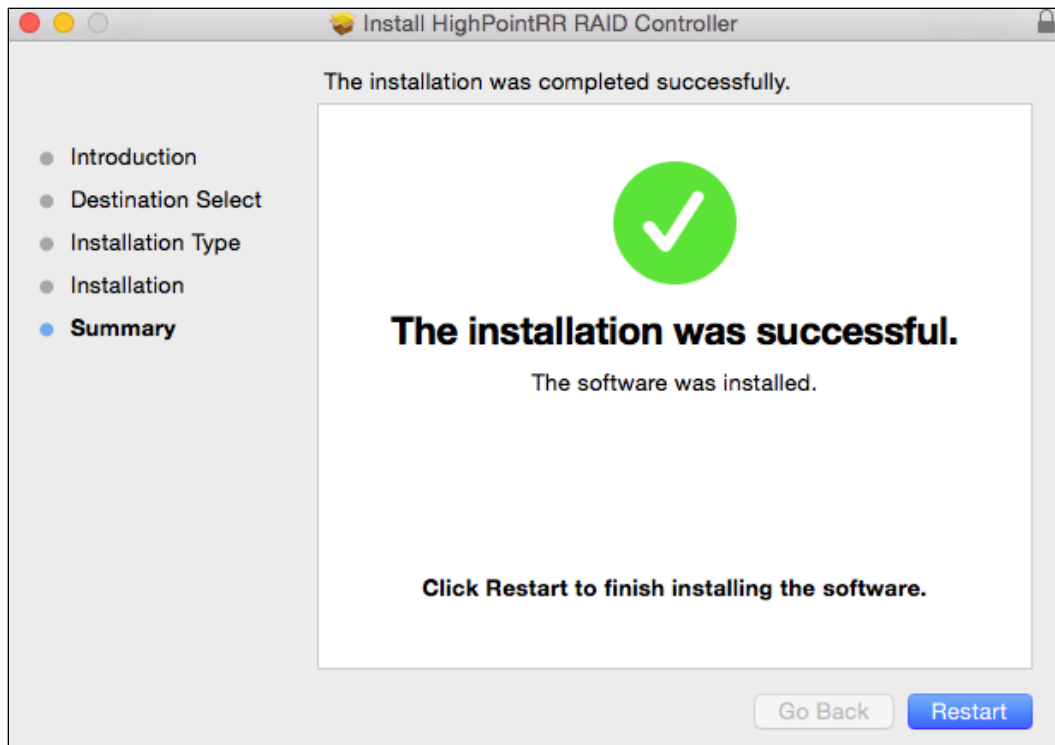 Install HighPointRR RAID Controller
The installation was completed successfully.
Introduction
Destination Select
Installation Type
Installation
Summary
The installation was successful.
The software was installed.
Click Restart to finish installing the software.
Go Back
Restart